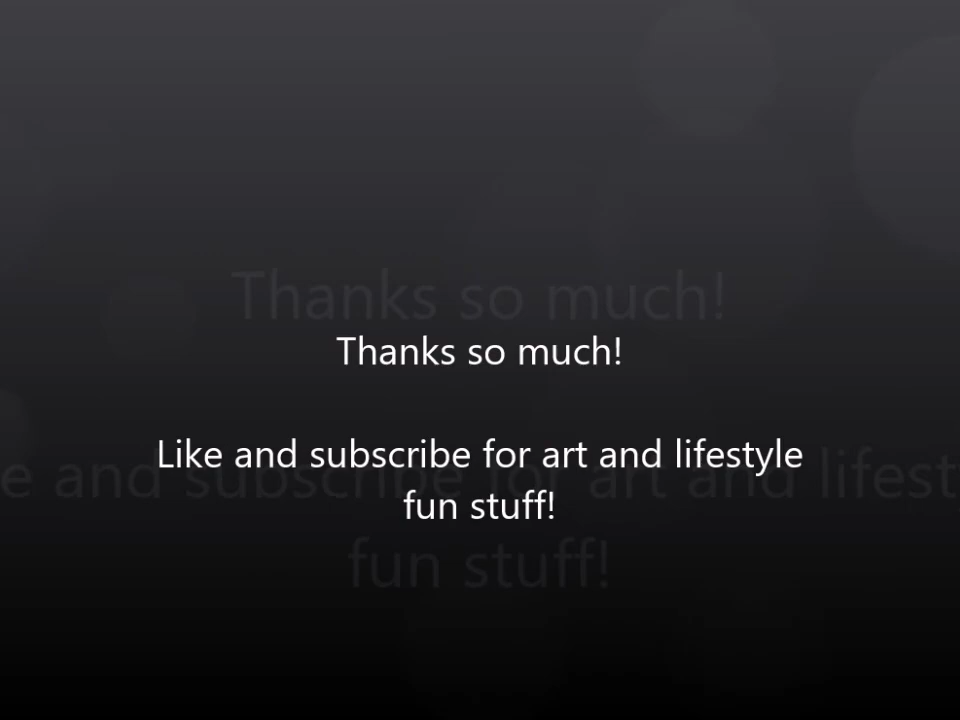 Thanks so much!
Like and subscribe for art and lifestyle
fun stuff!